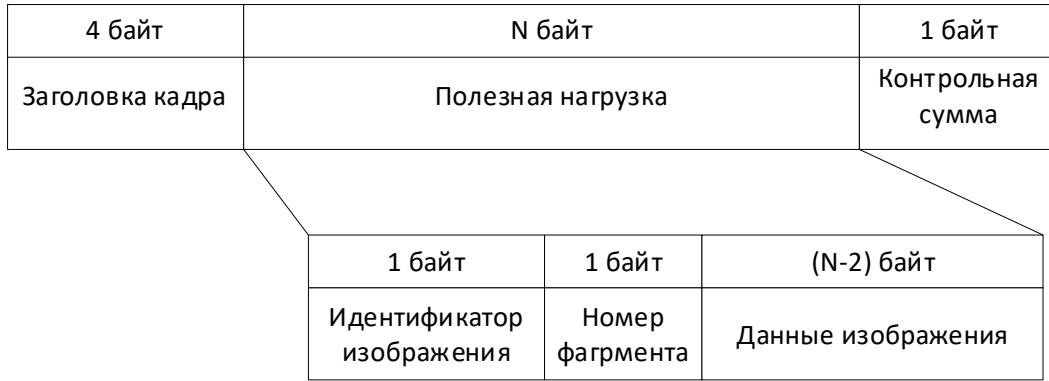 4 байт
N байт
1 байт
Заголовка кадра
Полезная нагрузка
Контрольная
сумма
1 байт
1 байт
(N-2) байт
Идентификатор
изображения
Номер
фагрмента
Данные изображения